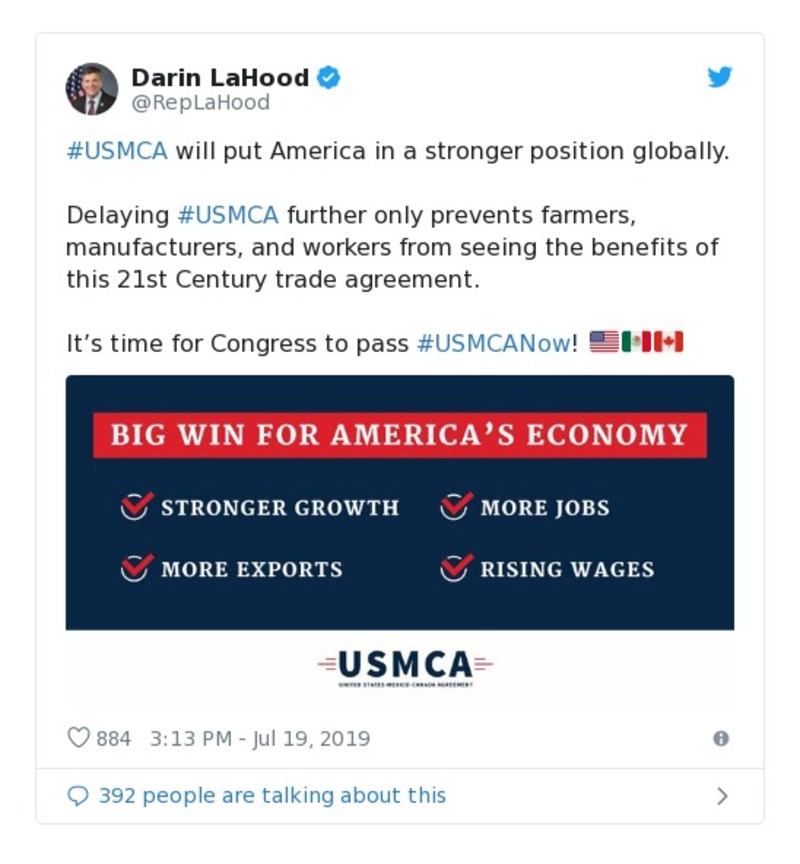 Darin LaHood
@RepLaHood
#USMCA will put America in a stronger position globally.
Delaying #USMCA further only prevents farmers,
manufacturers, and workers from seeing the benefits of
this 21st Century trade agreement.
It’s time for Congress to pass #USMCANow! 🇺🇸🇲🇽🇨🇦
BIG WIN FOR AMERICA’S ECONOMY
STRONGER GROWTH
MORE JOBS
MORE EXPORTS
RISING WAGES
USMCA
UNITED STATES-MEXICO-CANADA AGREEMENT
884 3:13 PM - Jul 19, 2019
392 people are talking about this